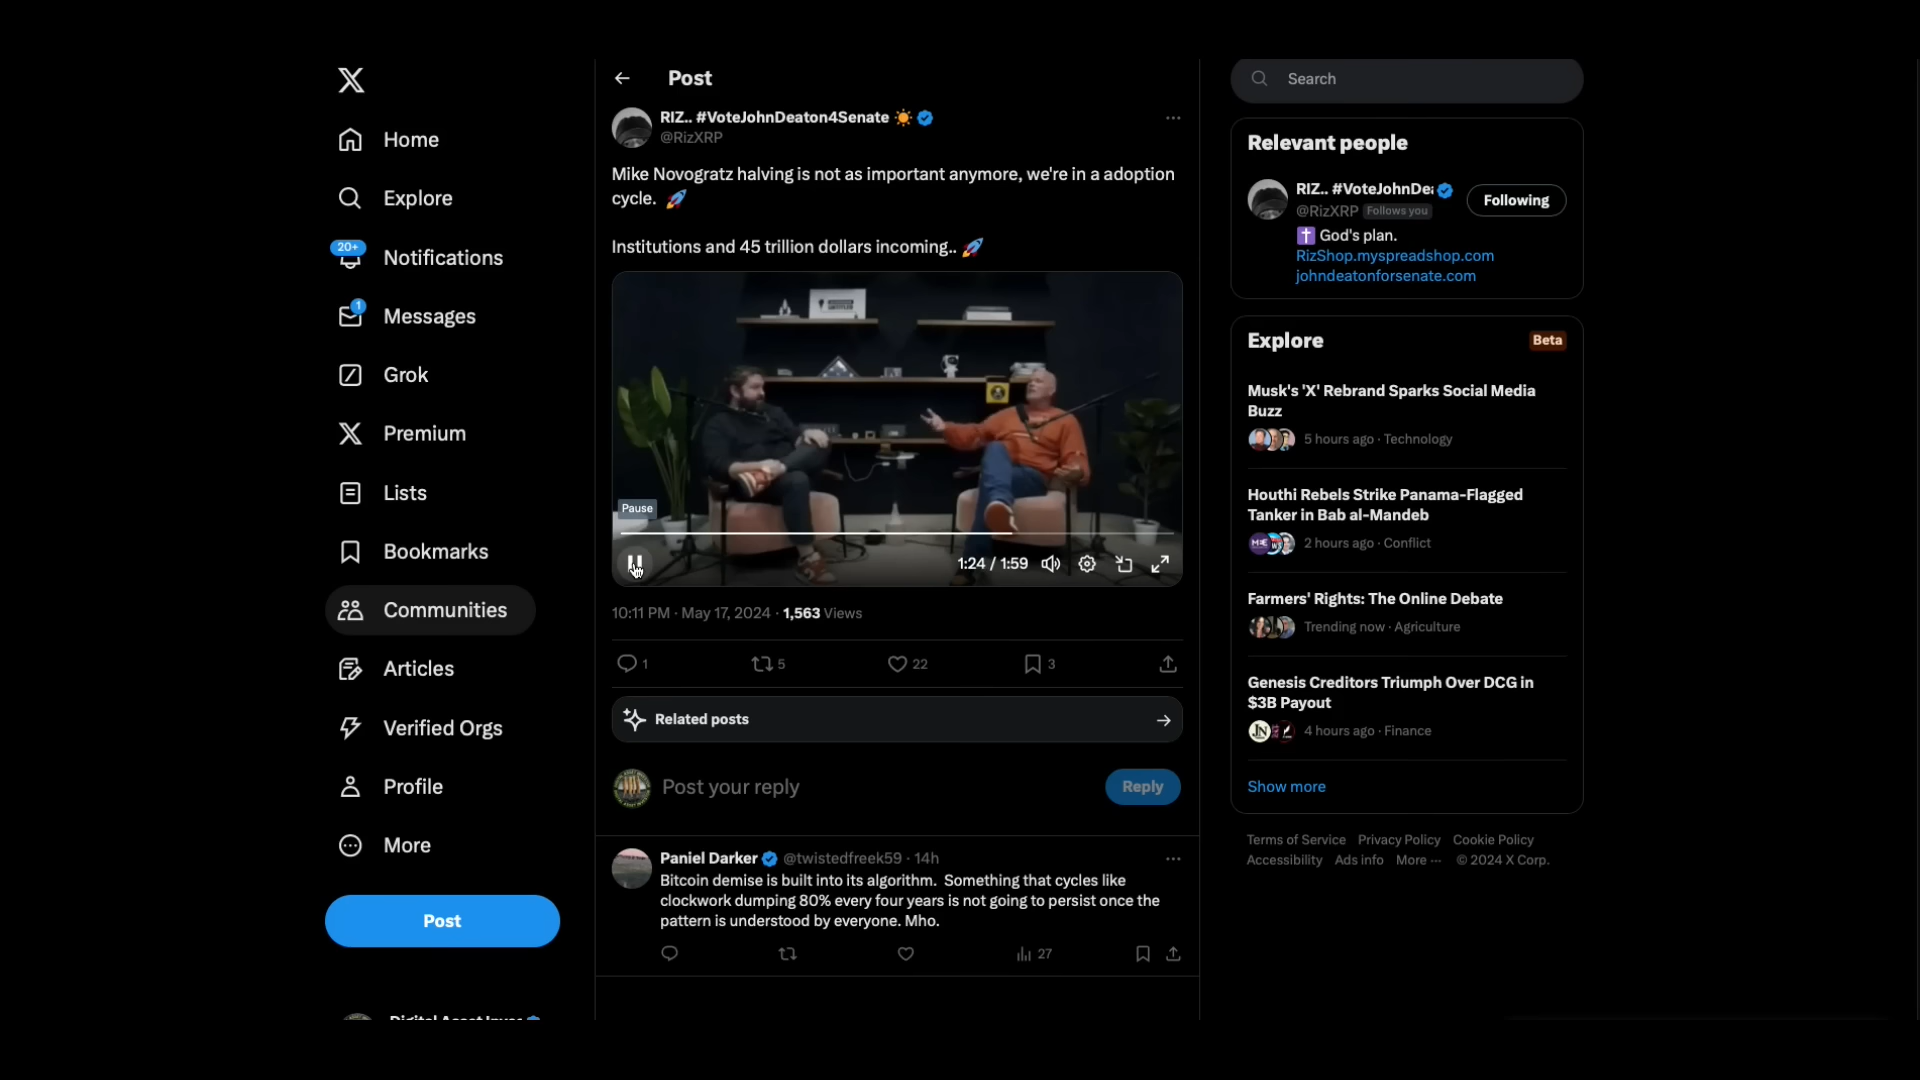 Home
Explore
20+
Notifications
1
Messages
Grok
Premium
Lists
Bookmarks
Communities
Articles
Verified Orgs
Profile
More
Post
Post
RIZ.. #VoteJohnDeaton4Senate ☀️
@RizXRP
Mike Novogratz halving is not as important anymore, we're in a adoption
cycle. 🚀
Institutions and 45 trillion dollars incoming.. 🚀
Pause
1:24 / 1:59
10:11 PM · May 17, 2024 · 1,563 Views
1 5 22 3
Related posts
Post your reply
Reply
Paniel Darker @twistedfreek59 · 14h
Bitcoin demise is built into its algorithm. Something that cycles like
clockwork dumping 80% every four years is not going to persist once the
pattern is understood by everyone. Mho.
27
Search
Relevant people
RIZ.. #VoteJohnDea
@RizXRP Follows you
Following
✝️ God's plan.
RizShop.myspreadshop.com
johndeatonforsenate.com
Explore
Beta
Musk's 'X' Rebrand Sparks Social Media
Buzz
5 hours ago · Technology
Houthi Rebels Strike Panama-Flagged
Tanker in Bab al-Mandeb
2 hours ago · Conflict
Farmers' Rights: The Online Debate
Trending now · Agriculture
Genesis Creditors Triumph Over DCG in
$3B Payout
4 hours ago · Finance
Show more
Terms of Service Privacy Policy Cookie Policy
Accessibility Ads info More ··· © 2024 X Corp.